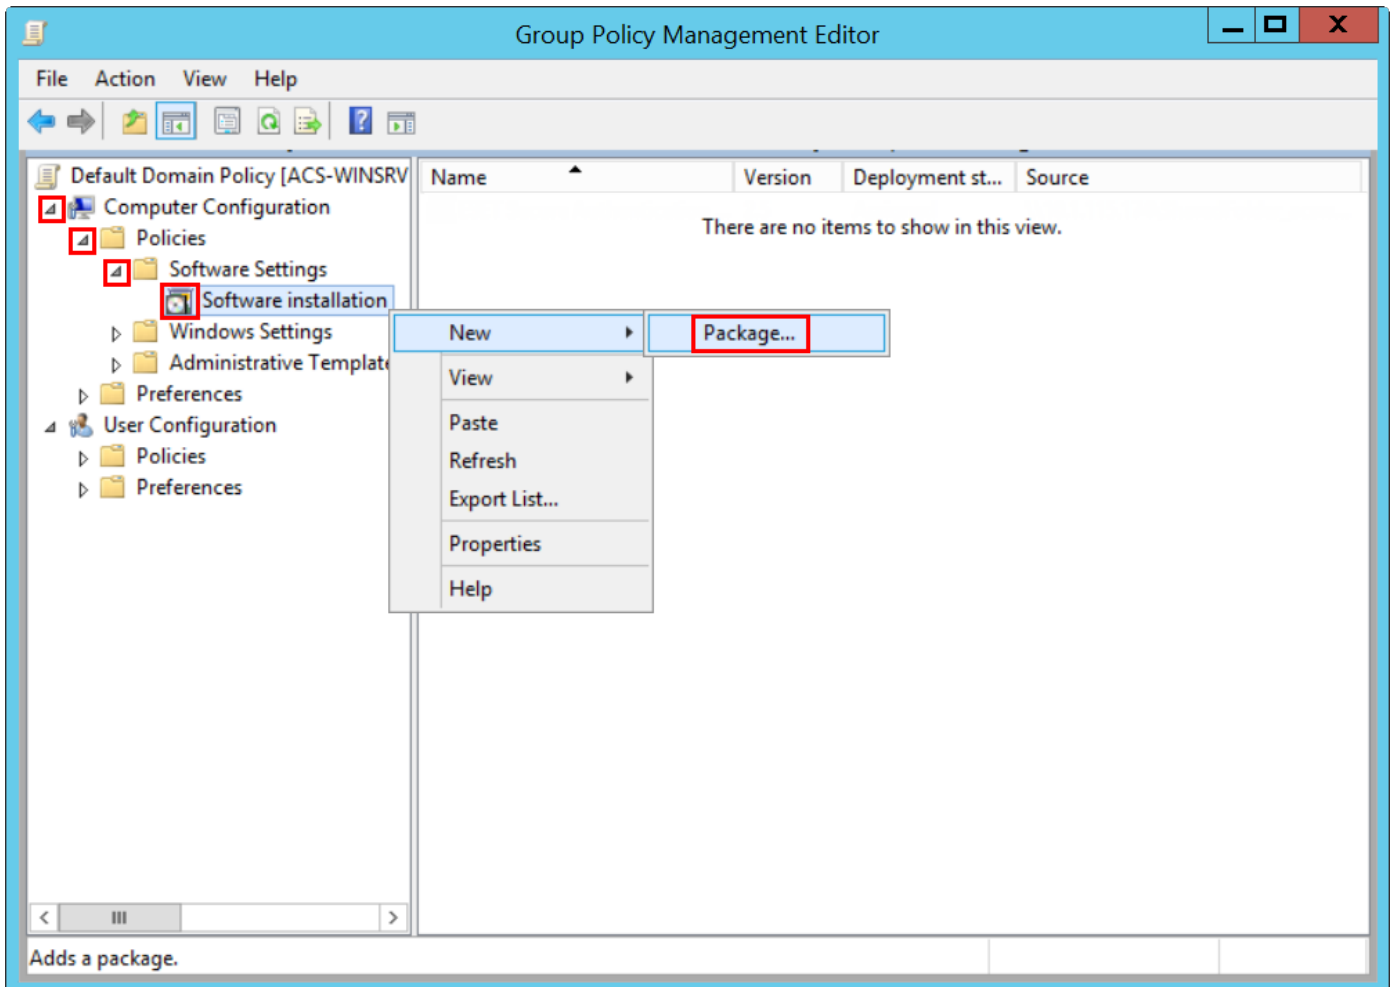 Group Policy Management Editor
X
File Action View Help
Default Domain Policy [ACS-WINSRV
Name Version Deployment st... Source
Computer Configuration
There are no items to show in this view.
Policies
Software Settings
Software installation
Windows Settings
New
Package...
Administrative Template
View
Preferences
Paste
User Configuration
Policies
Refresh
Preferences
Export List...
Properties
Help
Adds a package.